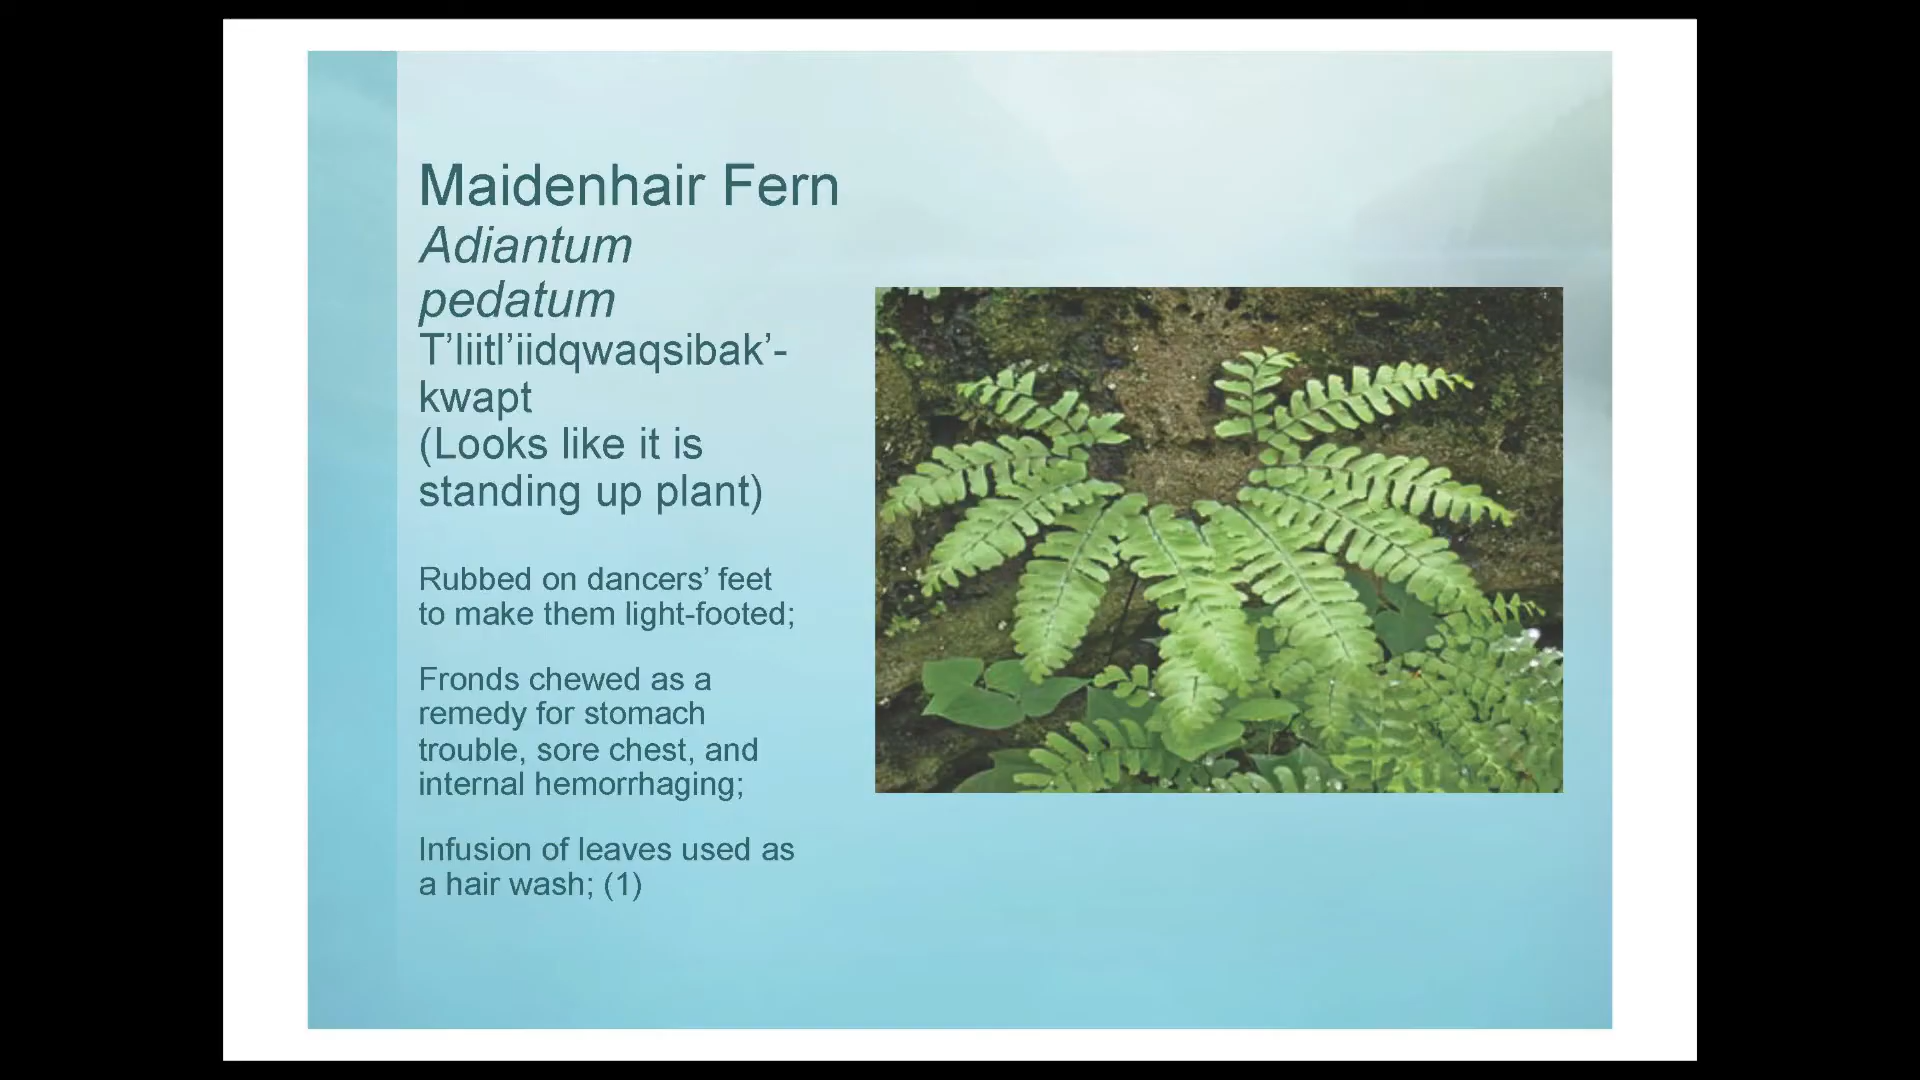 Maidenhair Fern
Adiantum
pedatum
T’liitl’iidqwaqsibak’-
kwapt
(Looks like it is
standing up plant)
Rubbed on dancers’ feet
to make them light-footed;
Fronds chewed as a
remedy for stomach
trouble, sore chest, and
internal hemorrhaging;
Infusion of leaves used as
a hair wash; (1)